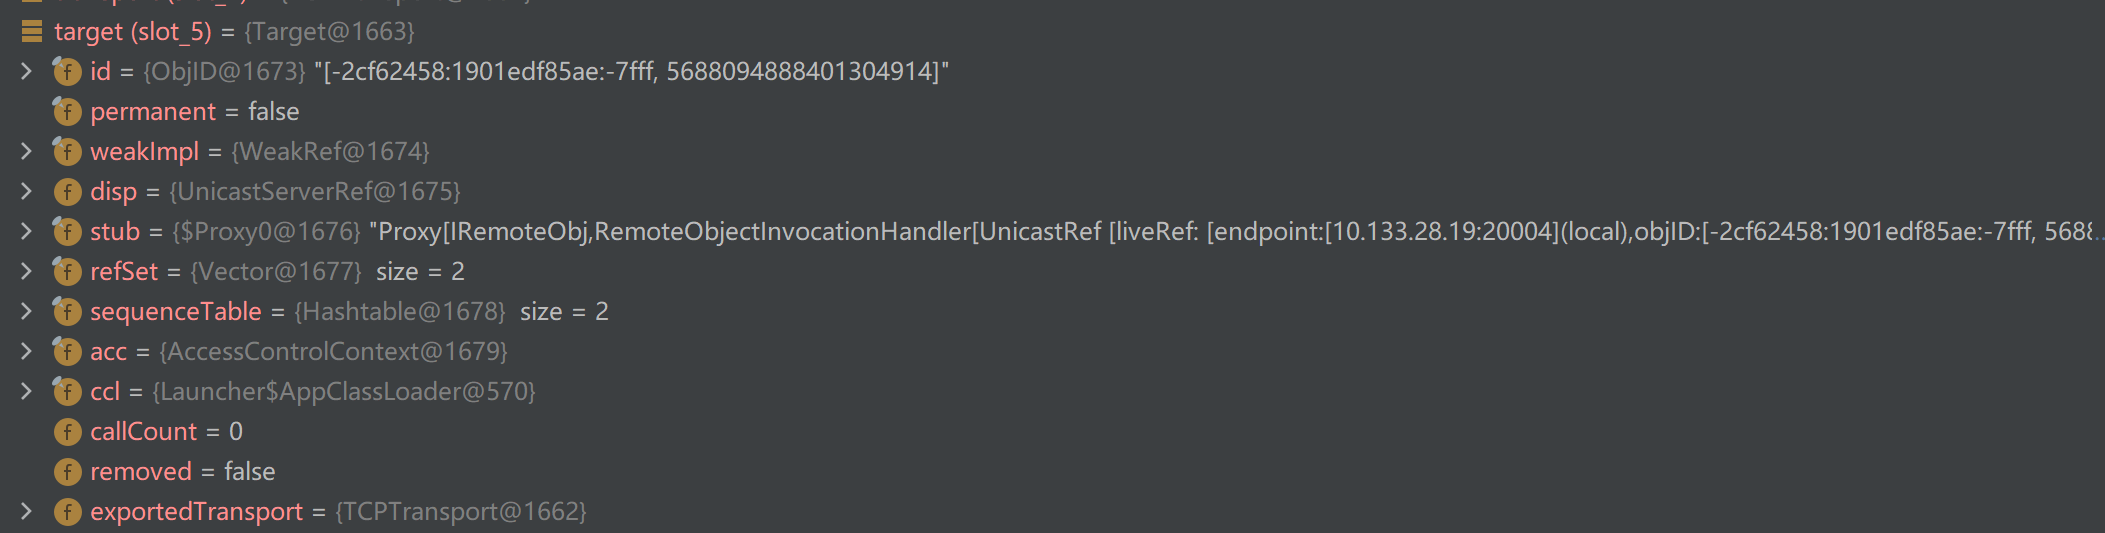 target (slot_5) = {Target@1663}
f id = {ObjID@1673} "[-2cf62458:1901edf85ae:-7fff, 5688094888401304914]"
f permanent = false
f weakImpl = {WeakRef@1674}
f disp = {UnicastServerRef@1675}
f stub = {$Proxy0@1676} "Proxy[IRemoteObj,RemoteObjectInvocationHandler[UnicastRef [liveRef: [endpoint:[10.133.28.19:20004](local),objID:[-2cf62458:1901edf85ae:-7fff, 568...
f refSet = {Vector@1677} size = 2
f sequenceTable = {Hashtable@1678} size = 2
f acc = {AccessControlContext@1679}
f ccl = {Launcher$AppClassLoader@570}
f callCount = 0
f removed = false
f exportedTransport = {TCPTransport@1662}